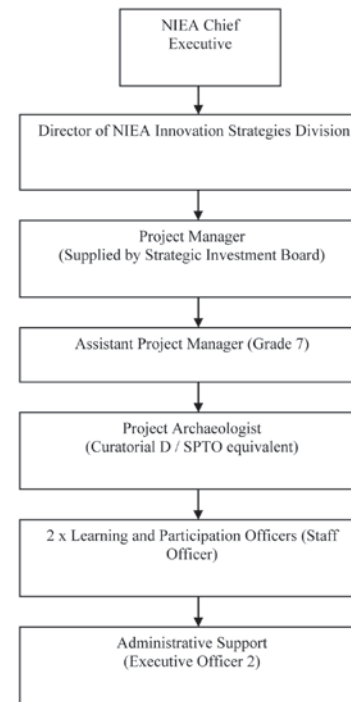 NIEA Chief
Executive
Director of NIEA Innovation Strategies Division
Project Manager
(Supplied by Strategic Investment Board)
Assistant Project Manager (Grade 7)
Project Archaeologist
(Curatorial D / SPTO equivalent)
2 x Learning and Participation Officers (Staff
Officer)
Administrative Support
(Executive Officer 2)